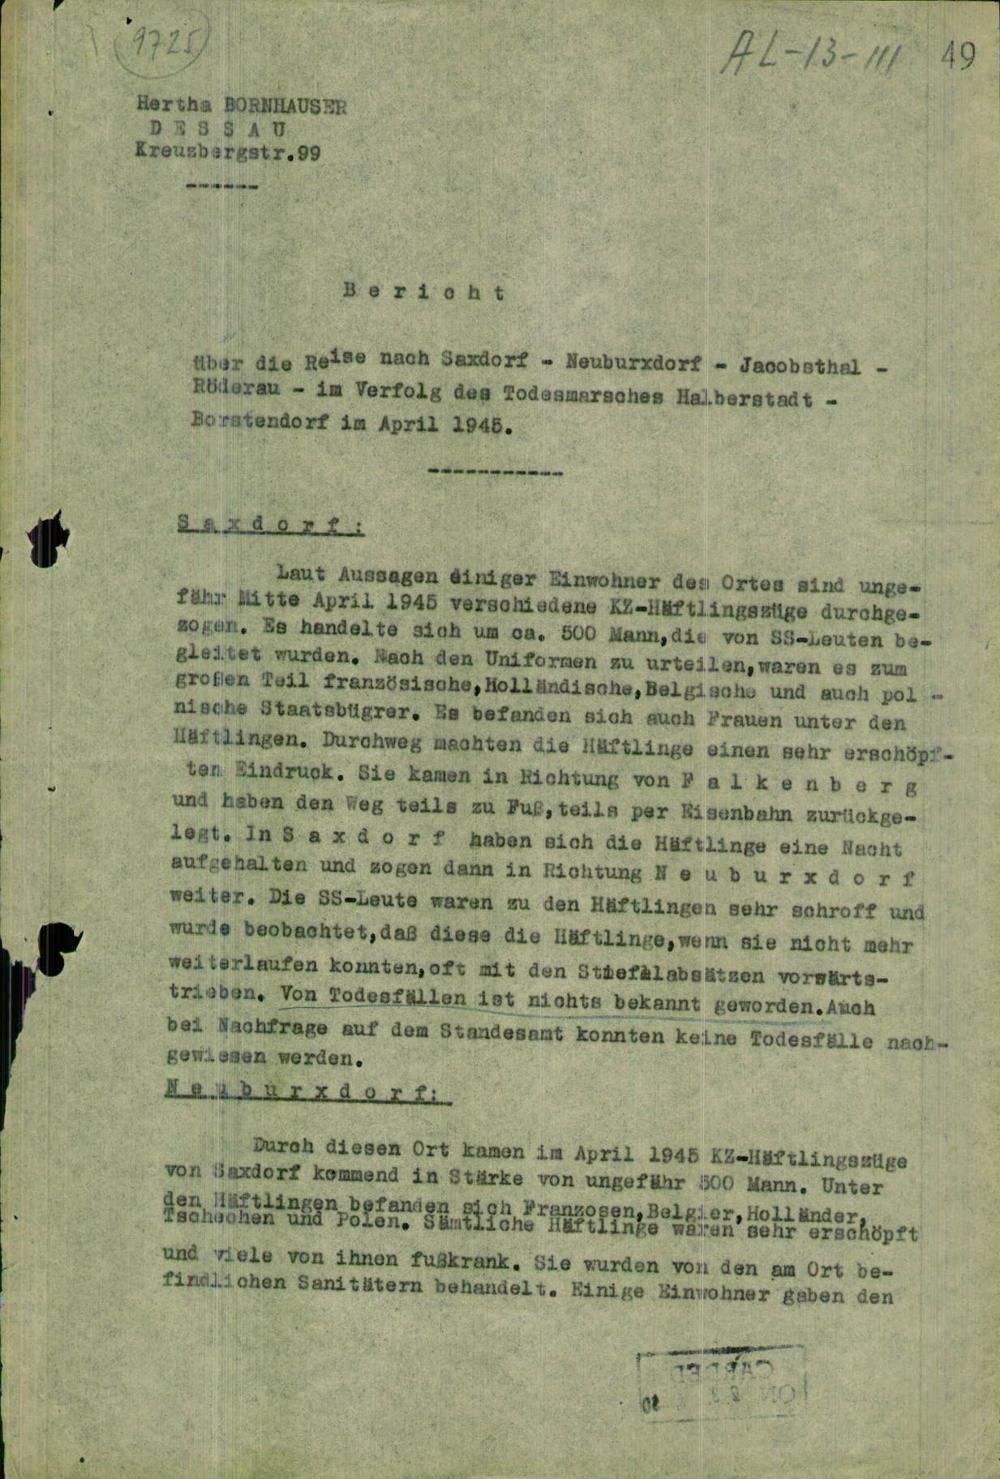 9725
AL-13-III 49
Hertha BORNHAUSER
D E S S A U
Kreuzbergstr.99
B e r i c h t
über die Reise nach Saxdorf - Neuburxdorf - Jacobsthal -
Röderau - im Verfolg des Todesmarsches Halberstadt -
Borstendorf im April 1945.
S a x d o r f :
Laut Aussagen einiger Einwohner des Ortes sind unge-
fähr Mitte April 1945 verschiedene KZ-Häftlingszüge durchge-
zogen. Es handelte sich um ca. 500 Mann,die von SS-Leuten be-
gleitet wurden. Nach den Uniformen zu urteilen,waren es zum
großen Teil französische,Holländische,Belgische und auch pol -
nische Staatsbügrer. Es befanden sich auch Frauen unter den
Häftlingen. Durchweg machten die Häftlinge einen sehr erschöpf-
ten Eindruck. Sie kamen in Richtung von F a l k e n b e r g
und haben den Weg teils zu Fuß,teils per Eisenbahn zurückge-
legt. In S a x d o r f haben sich die Häftlinge eine Nacht
aufgehalten und zogen dann in Richtung N e u b u r x d o r f
weiter. Die SS-Leute waren zu den Häftlingen sehr schroff und
wurde beobachtet,daß diese die Häftlinge,wenn sie nicht mehr
weiterlaufen konnten,oft mit den Stiefelabsätzen vorwärts-
trieben. Von Todesfällen ist nichts bekannt geworden.Auch
bei Nachfrage auf dem Standesamt konnten keine Todesfälle nach-
gewiesen werden.
N e u b u r x d o r f :
Durch diesen Ort kamen im April 1945 KZ-Häftlingszüge
von Saxdorf kommend in Stärke von ungefähr 500 Mann. Unter
den Häftlingen befanden sich Franzosen,Belgier,Holländer,
Tschechen und Polen. Sämtliche Häftlinge waren sehr erschöpft
und viele von ihnen fußkrank. Sie wurden von den am Ort be-
findlichen Sanitätern behandelt. Einige Einwohner gaben den
CARDED